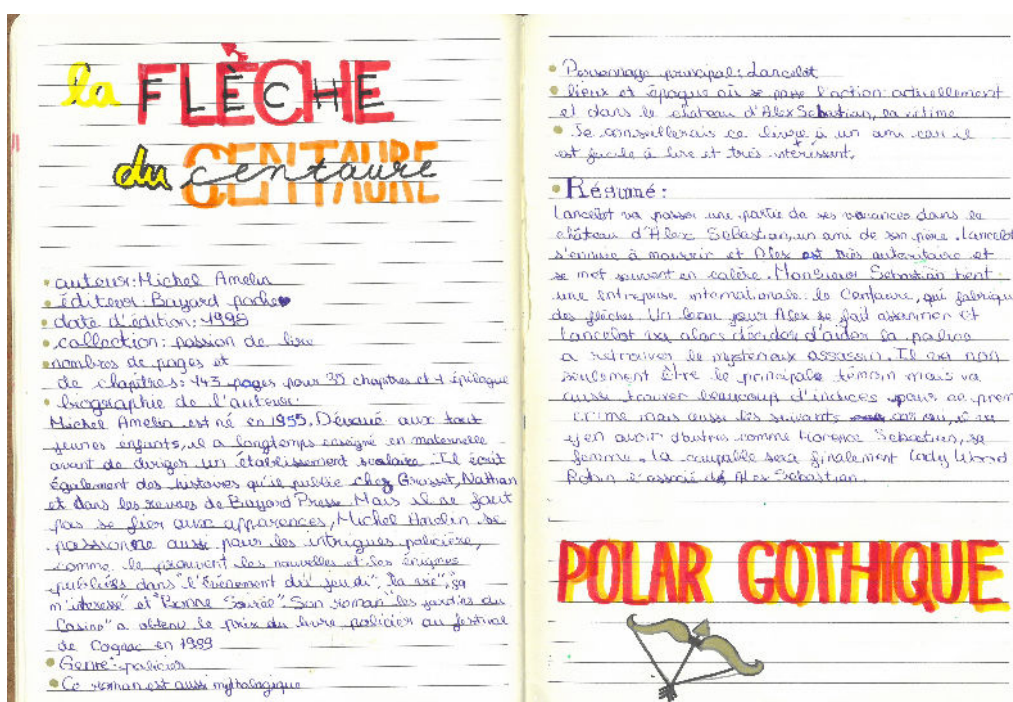 la FLÈCHE
du CENTAURE centaure
• auteur: Michel Amelin
• éditeur: Bayard poche
• date d'édition: 1998
• collection: passion de lire
• nombres de pages et
de chapitres: 143 pages pour 35 chapitres et 1 épilogue
• biographie de l'auteur:
Michel Amelin est né en 1955. Dévoué aux tout
jeunes enfants, il a longtemps enseigné en maternelle
avant de diriger un établissement scolaire. Il écrit
également des histoires qu'il publie chez Grasset, Nathan
et dans les revues de Bayard Presse. Mais il ne faut
pas se fier aux apparences, Michel Amelin se
passionne aussi pour les intrigues policière,
comme le prouvent les nouvelles et les énigmes
publiées dans "l'Événement du jeudi", "la vie", "ça
m'interesse" et "Bonne Soirée". Son roman "les jardins du
Casino" a obtenu le prix du livre policier au festival
de Cognac en 1989
• Genre: policier
• Ce roman est aussi mythologique
• Personnage principal: Lancelot
• lieux et époque où se passe l'action actuellement
et dans le château d'Alex Sebastian, la victime
• Je conseillerais ce livre à un ami car il
est facile à lire et très intéressant.
• Résumé:
Lancelot va passer une partie de ses vacances dans le
château d'Alex Sebastian, un ami de son père. Lancelot
s'ennuie à mourrir et Alex est très autoritaire et
se met souvent en colère. Monsieur Sebastian tient
une entreprise internationale: le Centaure, qui fabrique
des flèches. Un beau jour Alex se fait assassiner et
Lancelot va alors décider d'aider la police
a retrouver le mystérieux assassin. Il va non
seulement être le principale témoin mais va
aussi trouver beaucoup d'indices pour ce prem
crime mais aussi les suivants car oui, il va
y en avoir d'autres comme Florence Sebastian, sa
femme. La coupable sera finalement Lady Wood
Robin l'associé de Alex Sebastian.
POLAR GOTHIQUE